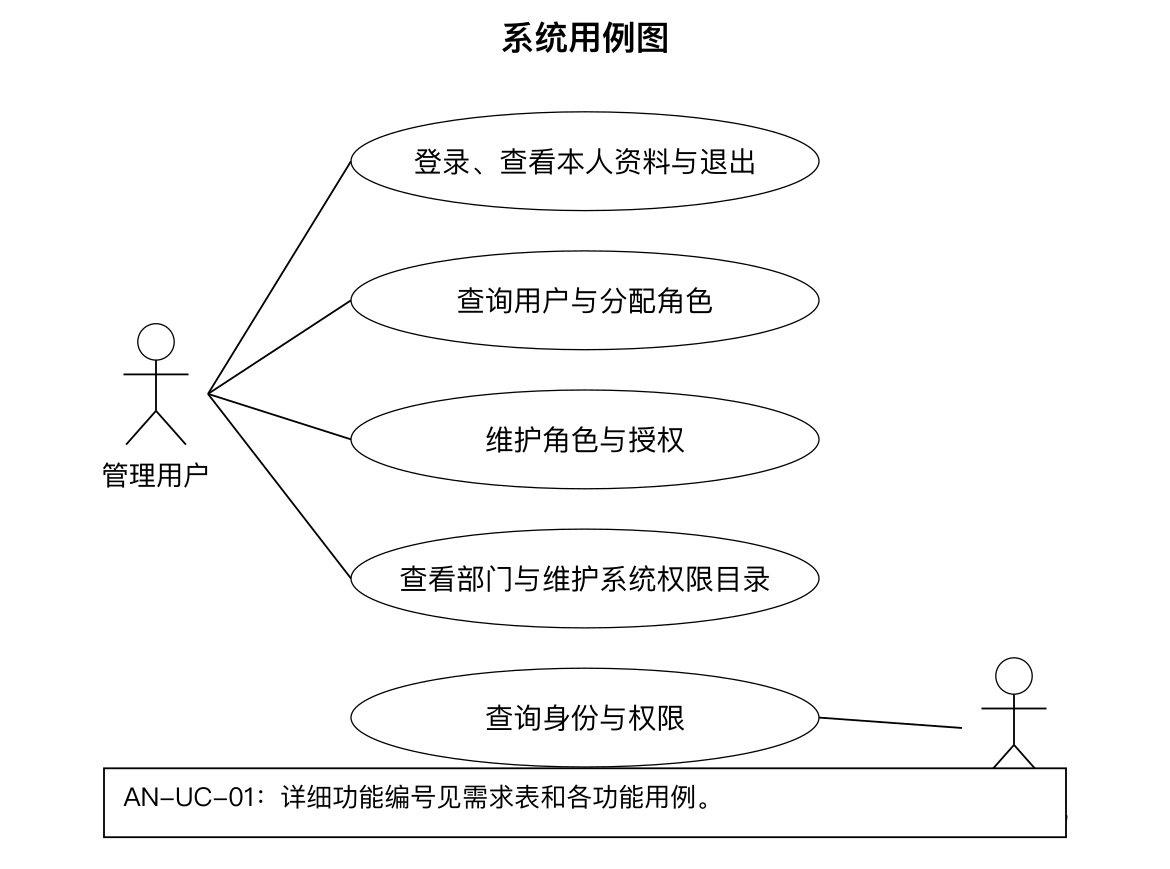 系统用例图
登录、查看本人资料与退出
查询用户与分配角色
维护角色与授权
管理用户
查看部门与维护系统权限目录
查询身份与权限
AN-UC-01：详细功能编号见需求表和各功能用例。